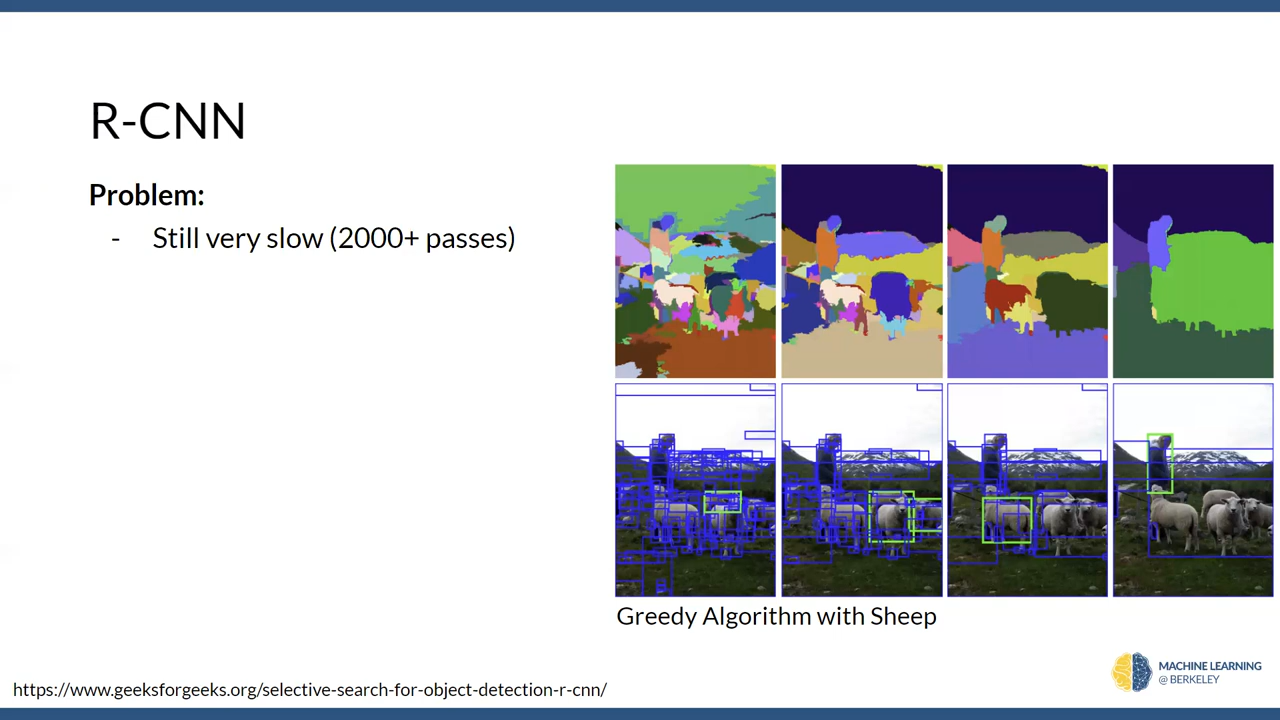 R-CNN
Problem:
- Still very slow (2000+ passes)
Greedy Algorithm with Sheep
MACHINE LEARNING
@ BERKELEY
https://www.geeksforgeeks.org/selective-search-for-object-detection-r-cnn/